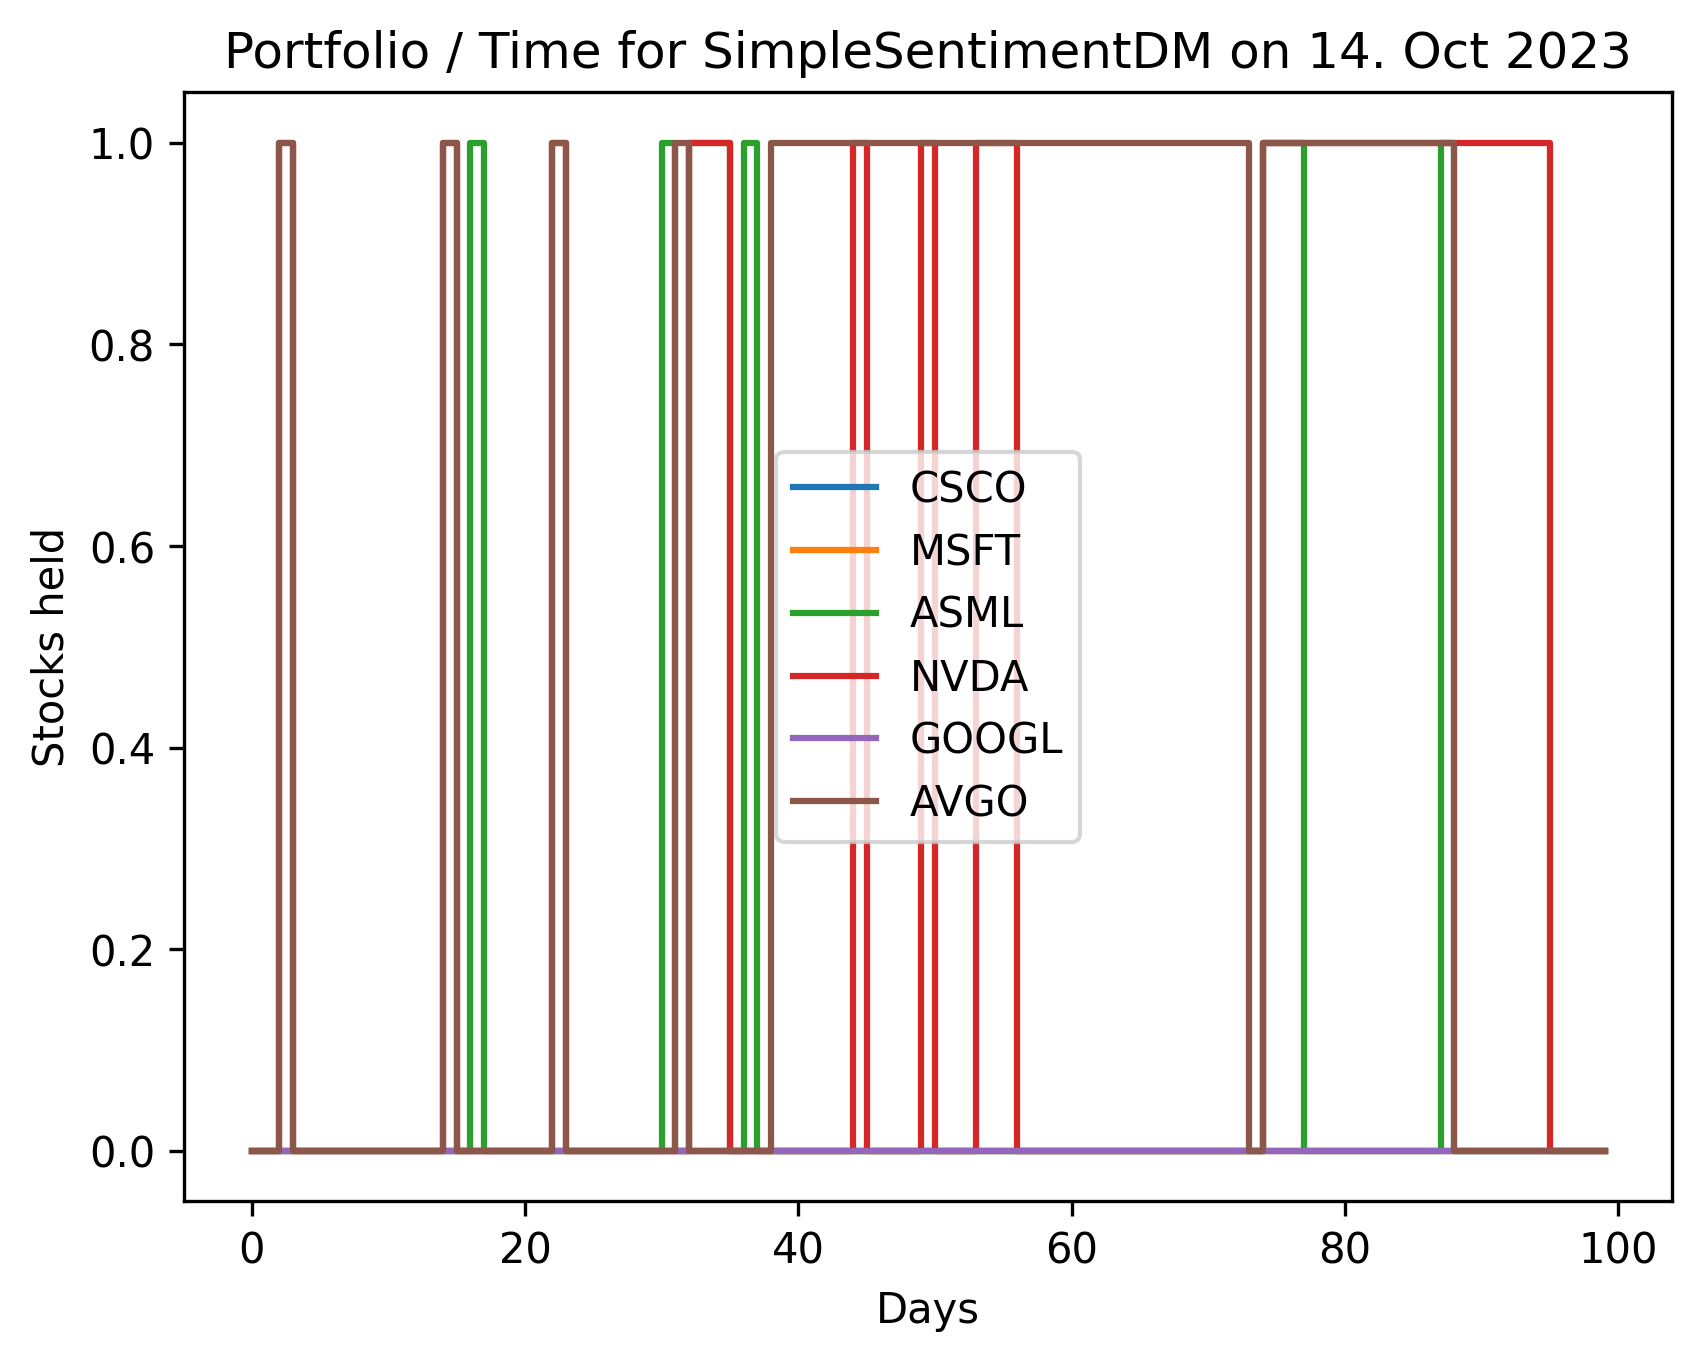 Portfolio / Time for SimpleSentimentDM on 14. Oct 2023
1.0
0.8
0.6
0.4
0.2
0.0
Stocks held
CSCO
MSFT
ASML
NVDA
GOOGL
AVGO
0 20 40 60 80 100
Days